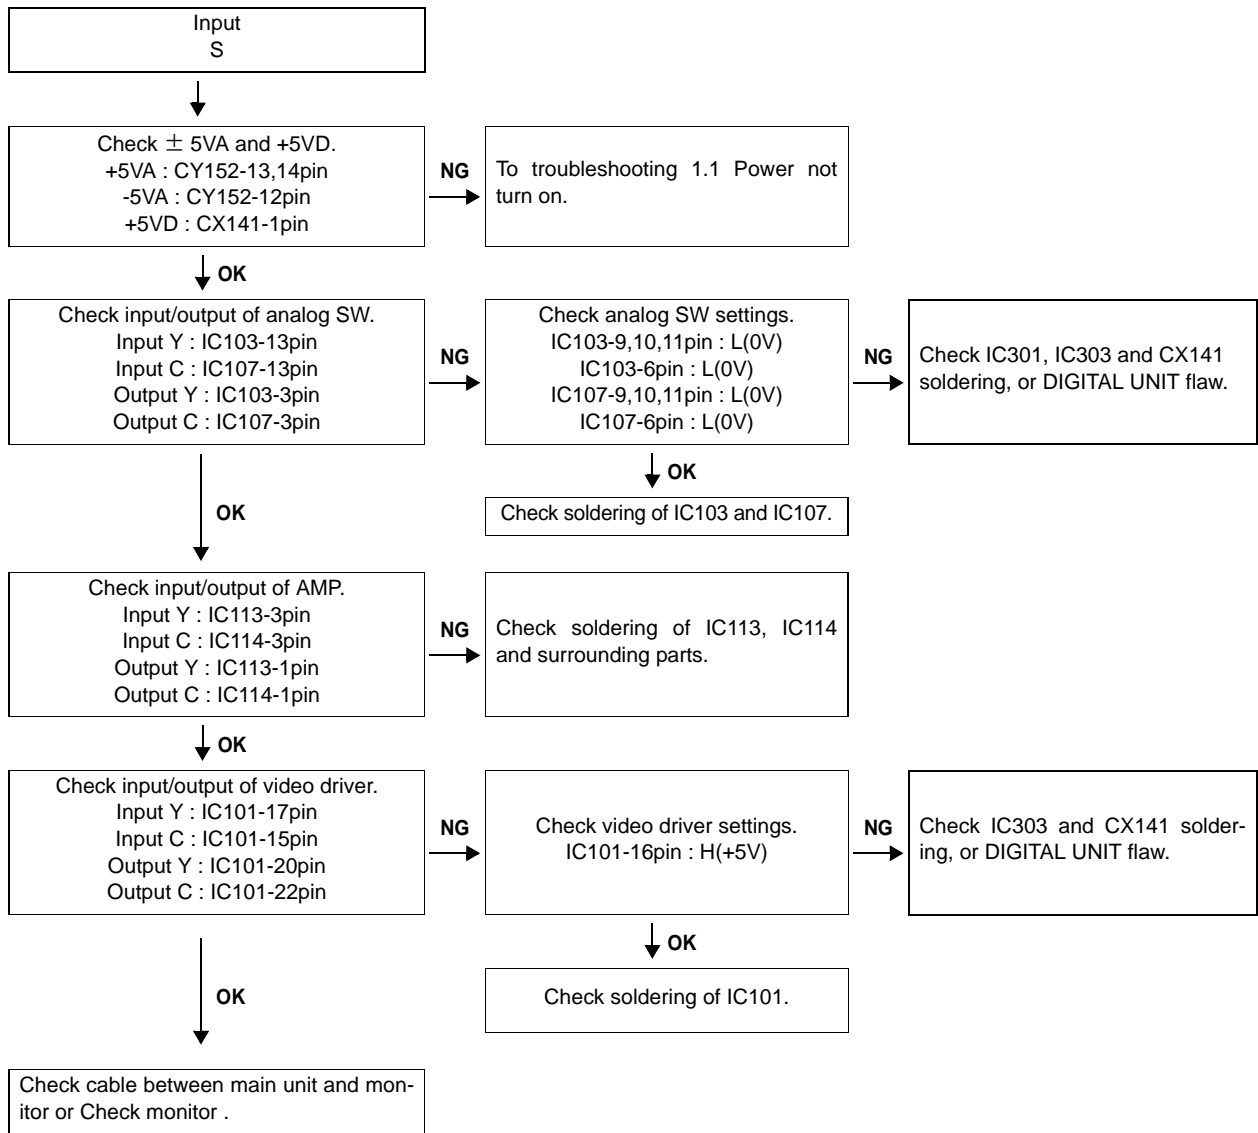 Input
S
Check ± 5VA and +5VD.
+5VA : CY152-13,14pin
-5VA : CY152-12pin
+5VD : CX141-1pin
NG
To troubleshooting 1.1 Power not
turn on.
OK
Check input/output of analog SW.
Input Y : IC103-13pin
Input C : IC107-13pin
Output Y : IC103-3pin
Output C : IC107-3pin
NG
Check analog SW settings.
IC103-9,10,11pin : L(0V)
IC103-6pin : L(0V)
IC107-9,10,11pin : L(0V)
IC107-6pin : L(0V)
NG
Check IC301, IC303 and CX141
soldering, or DIGITAL UNIT flaw.
OK
Check soldering of IC103 and IC107.
OK
Check input/output of AMP.
Input Y : IC113-3pin
Input C : IC114-3pin
Output Y : IC113-1pin
Output C : IC114-1pin
NG
Check soldering of IC113, IC114
and surrounding parts.
OK
Check input/output of video driver.
Input Y : IC101-17pin
Input C : IC101-15pin
Output Y : IC101-20pin
Output C : IC101-22pin
NG
Check video driver settings.
IC101-16pin : H(+5V)
NG
Check IC303 and CX141 solder-
ing, or DIGITAL UNIT flaw.
OK
Check soldering of IC101.
OK
Check cable between main unit and mon-
itor or Check monitor .